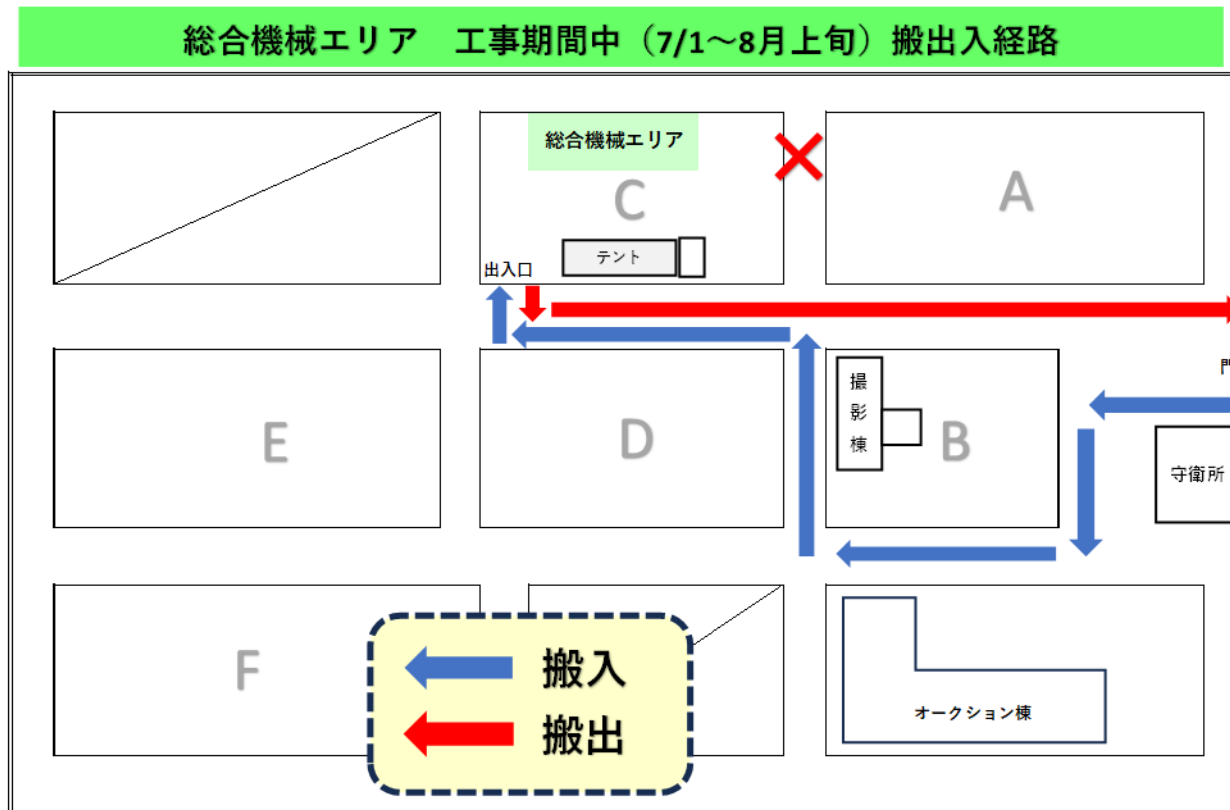 総合機械エリア　工事期間中（7/1～8月上旬）搬出入経路
総合機械エリア
C
A
テント
出入口
門
撮影棟
E
D
B
守衛所
F
搬入
搬出
オークション棟